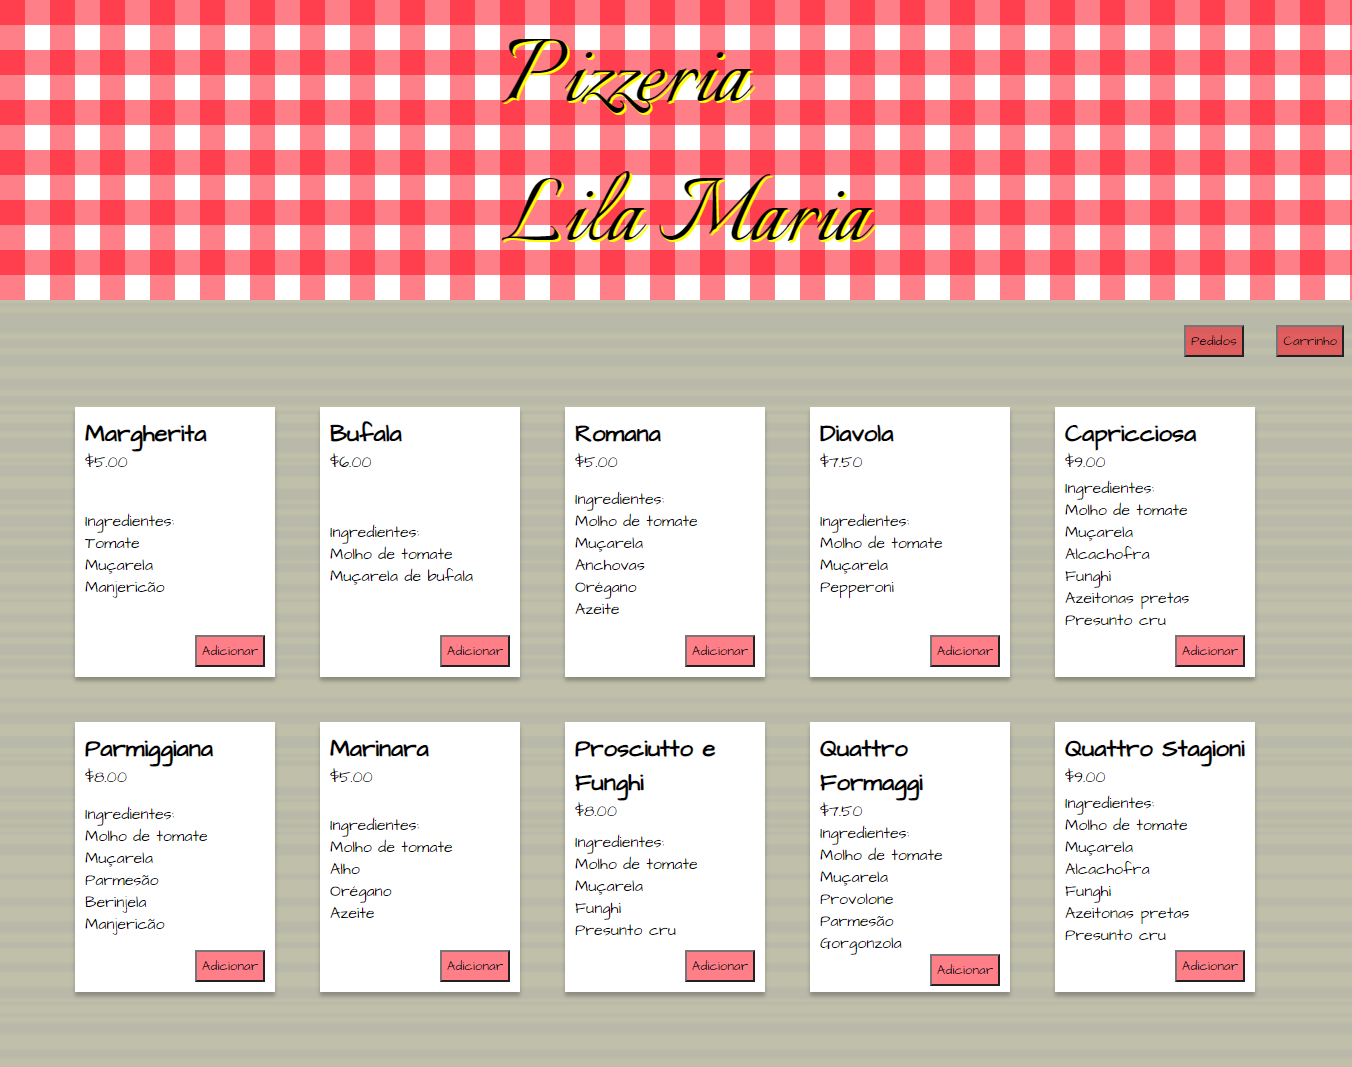 Pizzeria
Lila Maria
Pedidos
Carrinho
Margherita
$5.00
Ingredientes:
Tomate
Muçarela
Manjericão
Adicionar
Bufala
$6.00
Ingredientes:
Molho de tomate
Muçarela de bufala
Adicionar
Romana
$5.00
Ingredientes:
Molho de tomate
Muçarela
Anchovas
Orégano
Azeite
Adicionar
Diavola
$7.50
Ingredientes:
Molho de tomate
Muçarela
Pepperoni
Adicionar
Capricciosa
$9.00
Ingredientes:
Molho de tomate
Muçarela
Alcachofra
Funghi
Azeitonas pretas
Presunto cru
Adicionar
Parmiggiana
$8.00
Ingredientes:
Molho de tomate
Muçarela
Parmesão
Berinjela
Manjericão
Adicionar
Marinara
$5.00
Ingredientes:
Molho de tomate
Alho
Orégano
Azeite
Adicionar
Prosciutto e
Funghi
$8.00
Ingredientes:
Molho de tomate
Muçarela
Funghi
Presunto cru
Adicionar
Quattro
Formaggi
$7.50
Ingredientes:
Molho de tomate
Muçarela
Provolone
Parmesão
Gorgonzola
Adicionar
Quattro Stagioni
$9.00
Ingredientes:
Molho de tomate
Muçarela
Alcachofra
Funghi
Azeitonas pretas
Presunto cru
Adicionar